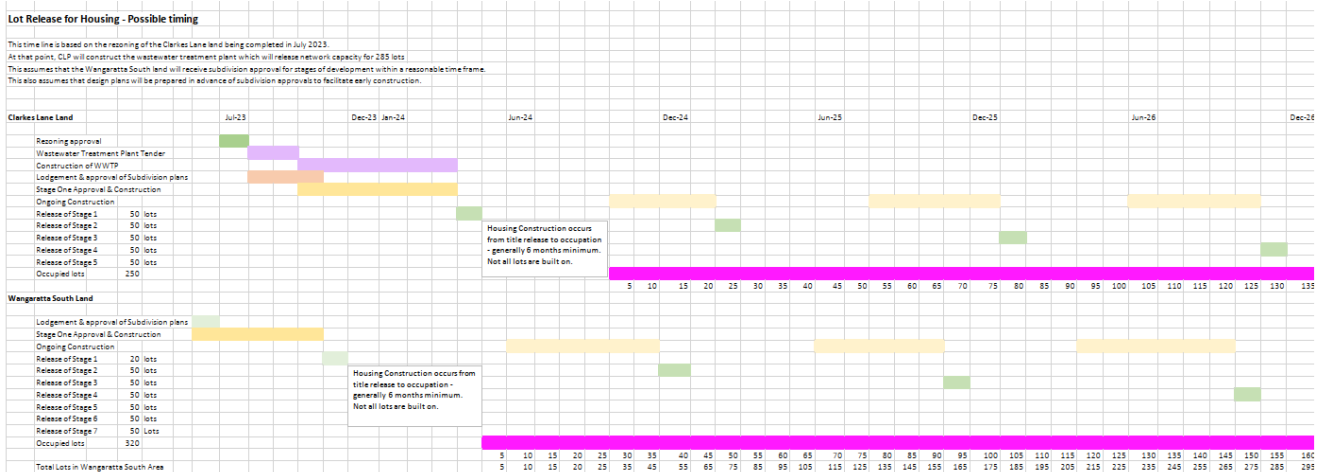 Lot Release for Housing - Possible timing
This time line is based on the rezoning of the Clarkes Lane land being completed in July 2023.
At that point, CLP will construct the wastewater treatment plant which will release network capacity for 285 lots
This assumes that the Wangaratta South land will receive subdivision approval for stages of development within a reasonable time frame.
This also assumes that design plans will be prepared in advance of subdivision approvals to facilitate early construction.
Clarkes Lane Land Jul-23 Dec-23 Jan-24 Jun-24 Dec-24 Jun-25 Dec-25 Jun-26 Dec-26
Rezoning approval
Wastewater Treatment Plant Tender
Construction of WWTP
Lodgement & approval of Subdivision plans
Stage One Approval & Construction
Ongoing Construction
Release of Stage 1 50 lots
Release of Stage 2 50 lots
Release of Stage 3 50 lots
Release of Stage 4 50 lots
Release of Stage 5 50 lots
Occupied lots 250
Housing Construction occurs
from title release to occupation
- generally 6 months minimum.
Not all lots are built on.
5 10 15 20 25 30 35 40 45 50 55 60 65 70 75 80 85 90 95 100 105 110 115 120 125 130 135
Wangaratta South Land
Lodgement & approval of Subdivision plans
Stage One Approval & Construction
Ongoing Construction
Release of Stage 1 20 lots
Release of Stage 2 50 lots
Release of Stage 3 50 lots
Release of Stage 4 50 lots
Release of Stage 5 50 lots
Release of Stage 6 50 lots
Release of Stage 7 50 Lots
Occupied lots 320
Housing Construction occurs from
title release to occupation -
generally 6 months minimum.
Not all lots are built on.
5 10 15 20 25 30 35 40 45 50 55 60 65 70 75 80 85 90 95 100 105 110 115 120 125 130 135 140 145 150 155 160
Total Lots in Wangaratta South Area 5 10 15 20 25 35 45 55 65 75 85 95 105 115 125 135 145 155 165 175 185 195 205 215 225 235 245 255 265 275 285 295